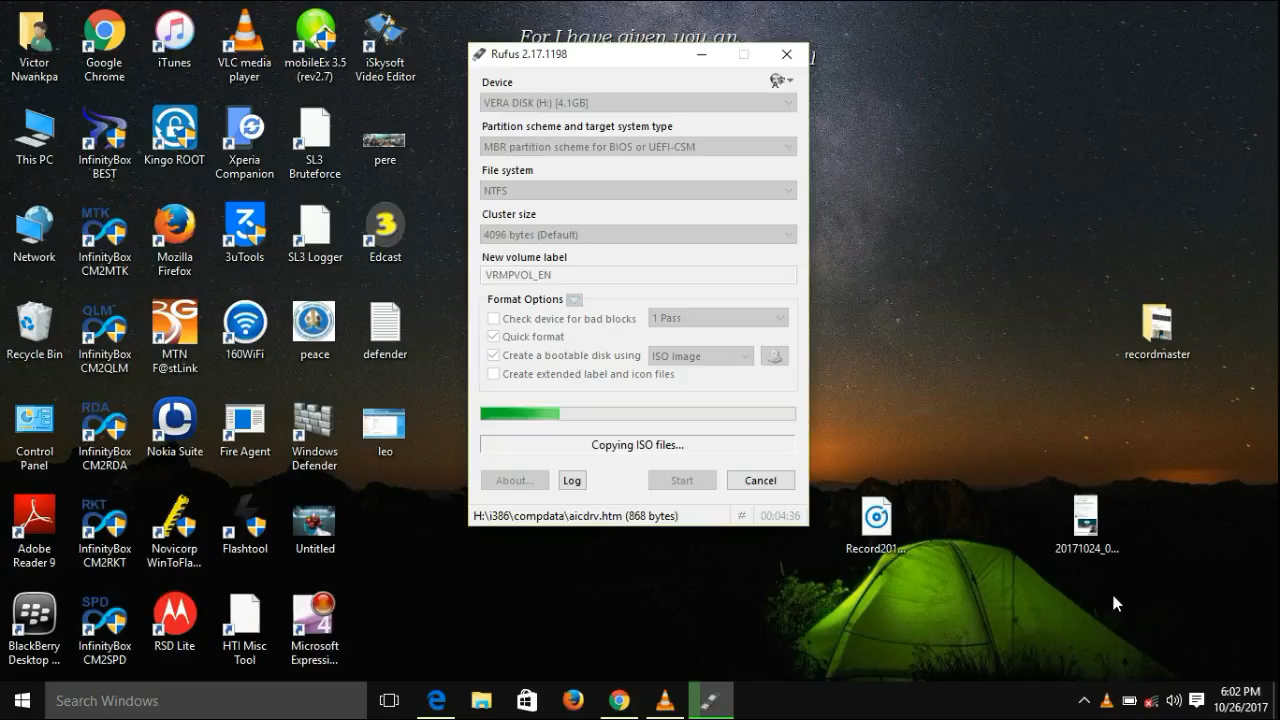 For I have given you an
u
Victor
Nwankpa
Google
Chrome
iTunes
VLC media
player
mobileEx 3.5
(rev2.7)
iSkysoft
Video Editor
This PC
InfinityBox
BEST
Kingo ROOT
Xperia
Companion
SL3
Bruteforce
pere
Network
MTK
InfinityBox
CM2MTK
Mozilla
Firefox
3uTools
SL3 Logger
3
Edcast
Recycle Bin
QLM
InfinityBox
CM2QLM
3G
MTN
F@stLink
160WiFi
peace
defender
Control
Panel
RDA
InfinityBox
CM2RDA
Nokia Suite
Fire Agent
Windows
Defender
leo
Adobe
Reader 9
RKT
InfinityBox
CM2RKT
Novicorp
WinToFla...
Flashtool
Untitled
BlackBerry
Desktop ...
SPD
InfinityBox
CM2SPD
RSD Lite
HTI Misc
Tool
4
Microsoft
Expressi...
Rufus 2.17.1198
Device
VERA DISK (H:) [4.1GB]
Partition scheme and target system type
MBR partition scheme for BIOS or UEFI-CSM
File system
NTFS
Cluster size
4096 bytes (Default)
New volume label
VRMPVOL_EN
Format Options
Check device for bad blocks
1 Pass
Quick format
Create a bootable disk using
ISO Image
Create extended label and icon files
Copying ISO files...
About...
Log
Start
Cancel
H:\i386\compdata\aicdrv.htm (868 bytes)
#
00:04:36
recordmaster
Record201...
20171024_0...
Search Windows
6:02 PM
10/26/2017